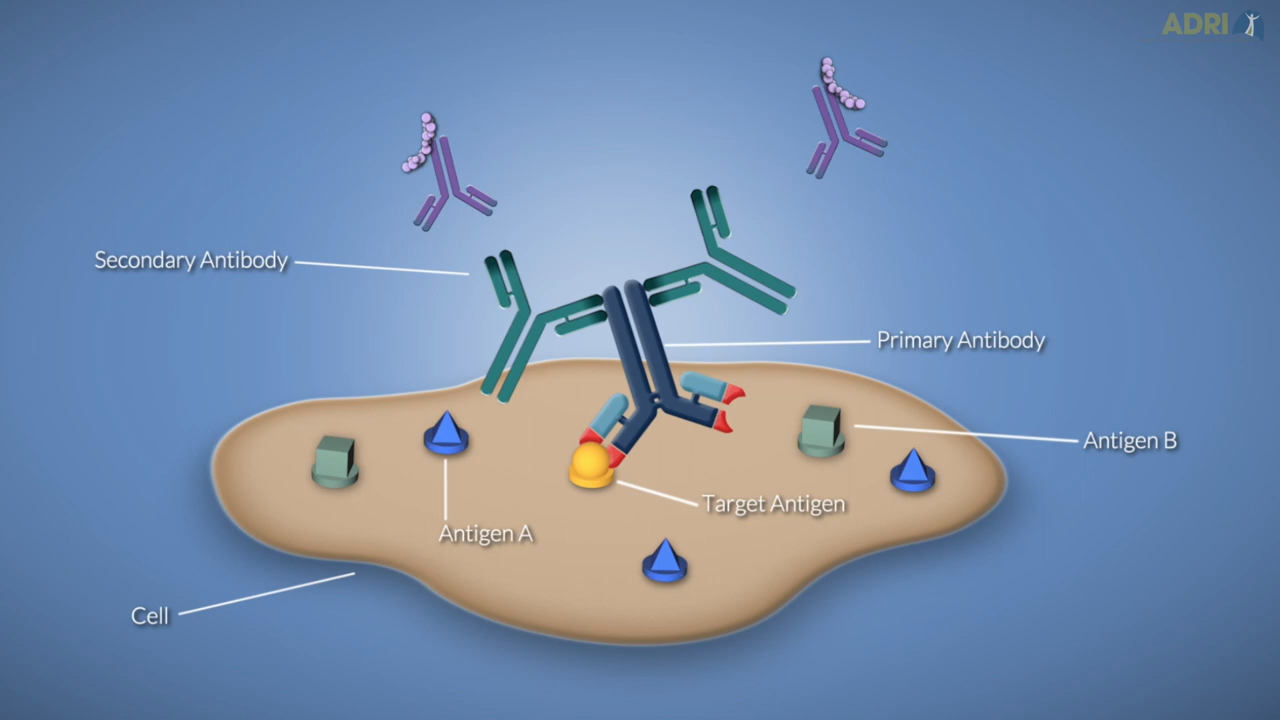 ADRI
Secondary Antibody
Primary Antibody
Antigen B
Target Antigen
Antigen A
Cell